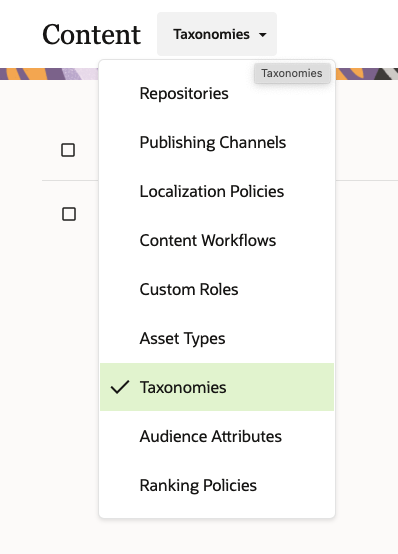 Content
Taxonomies
Taxonomies
Repositories
Publishing Channels
Localization Policies
Content Workflows
Custom Roles
Asset Types
Taxonomies
Audience Attributes
Ranking Policies